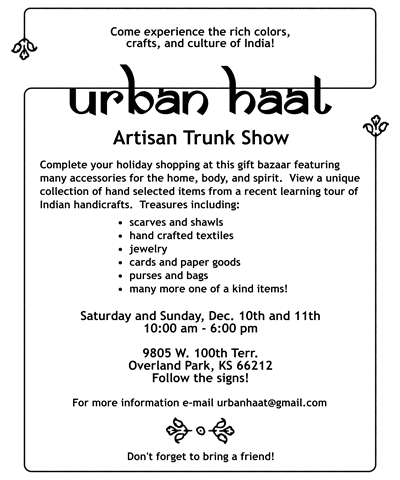 Come experience the rich colors,
crafts, and culture of India!
urban haat
Artisan Trunk Show
Complete your holiday shopping at this gift bazaar featuring
many accessories for the home, body, and spirit. View a unique
collection of hand selected items from a recent learning tour of
Indian handicrafts. Treasures including:
• scarves and shawls
• hand crafted textiles
• jewelry
• cards and paper goods
• purses and bags
• many more one of a kind items!
Saturday and Sunday, Dec. 10th and 11th
10:00 am - 6:00 pm
9805 W. 100th Terr.
Overland Park, KS 66212
Follow the signs!
For more information e-mail urbanhaat@gmail.com
Don't forget to bring a friend!